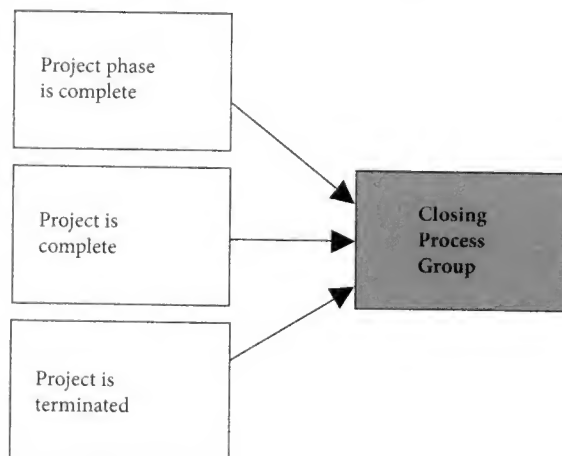 Project phase
is complete
Project is
complete
Closing
Process
Group
Project is
terminated